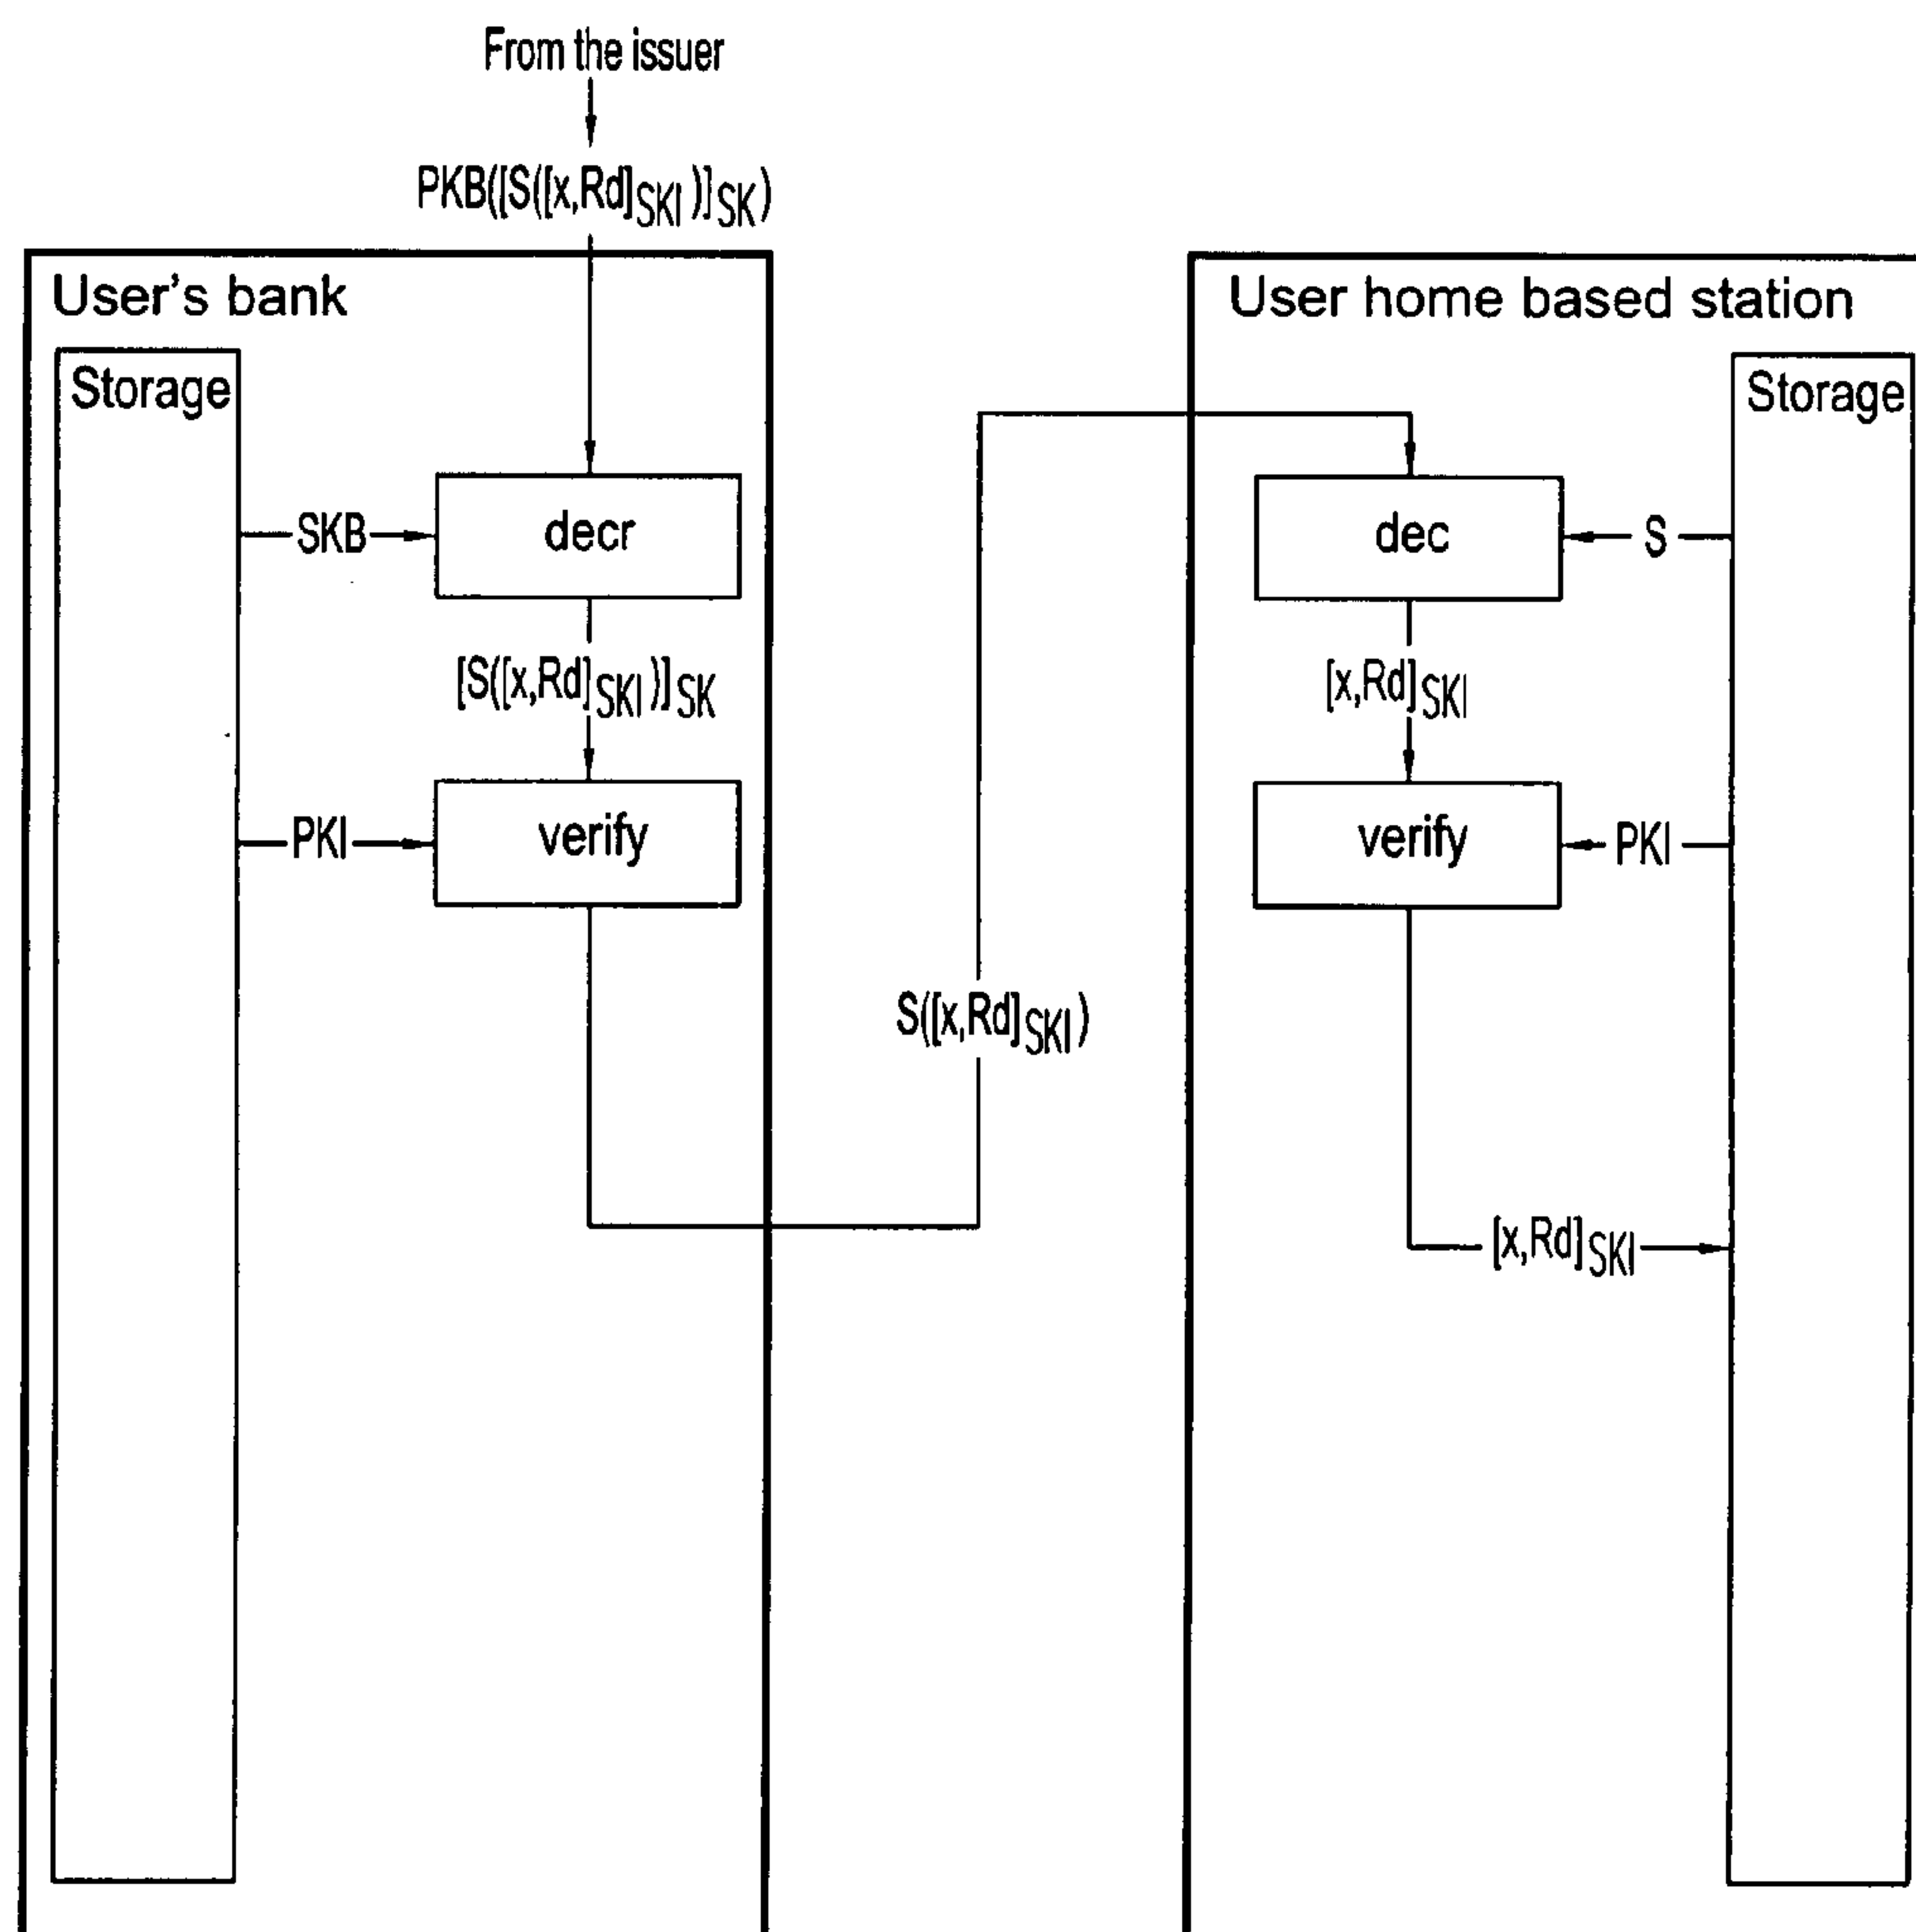 From the issuer
PKB([S([x,Rd]SKI)]SK)
User's bank
Storage
SKB
decr
[S([x,Rd]SKI)]SK
PKI
verify
S([x,Rd]SKI)
User home based station
Storage
dec
S
[x,Rd]SKI
verify
PKI
[x,Rd]SKI